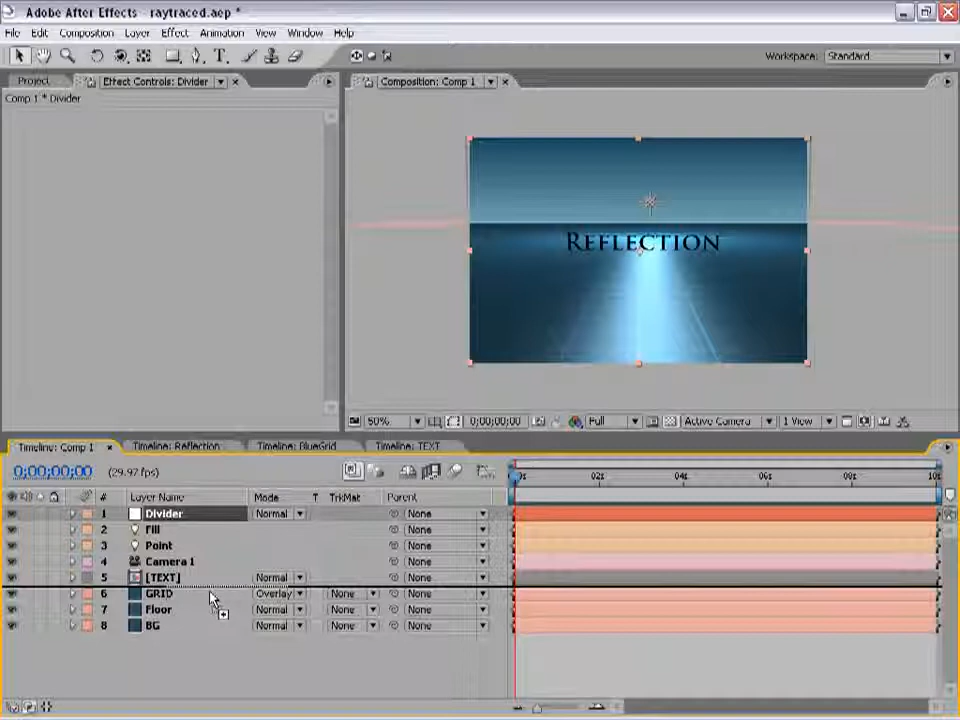 Adobe After Effects - raytraced.aep *
File Edit Composition Layer Effect Animation View Window Help
Workspace: Standard
Project Effect Controls: Divider Composition: Comp 1
Comp 1 * Divider
REFLECTION
50% 0;00;00;00 Full Active Camera 1 View
Timeline: Comp 1 Timeline: Reflection Timeline: BlueGrid Timeline: TEXT
0;00;00;00 (29.97 fps)
02s 04s 06s 08s 10s
# Layer Name Mode T TrkMat Parent
1 Divider Normal None
2 Fill None
3 Point None
4 Camera 1 None
5 [TEXT] Normal None
6 GRID Overlay None None
7 Floor Normal None None
8 BG Normal None None